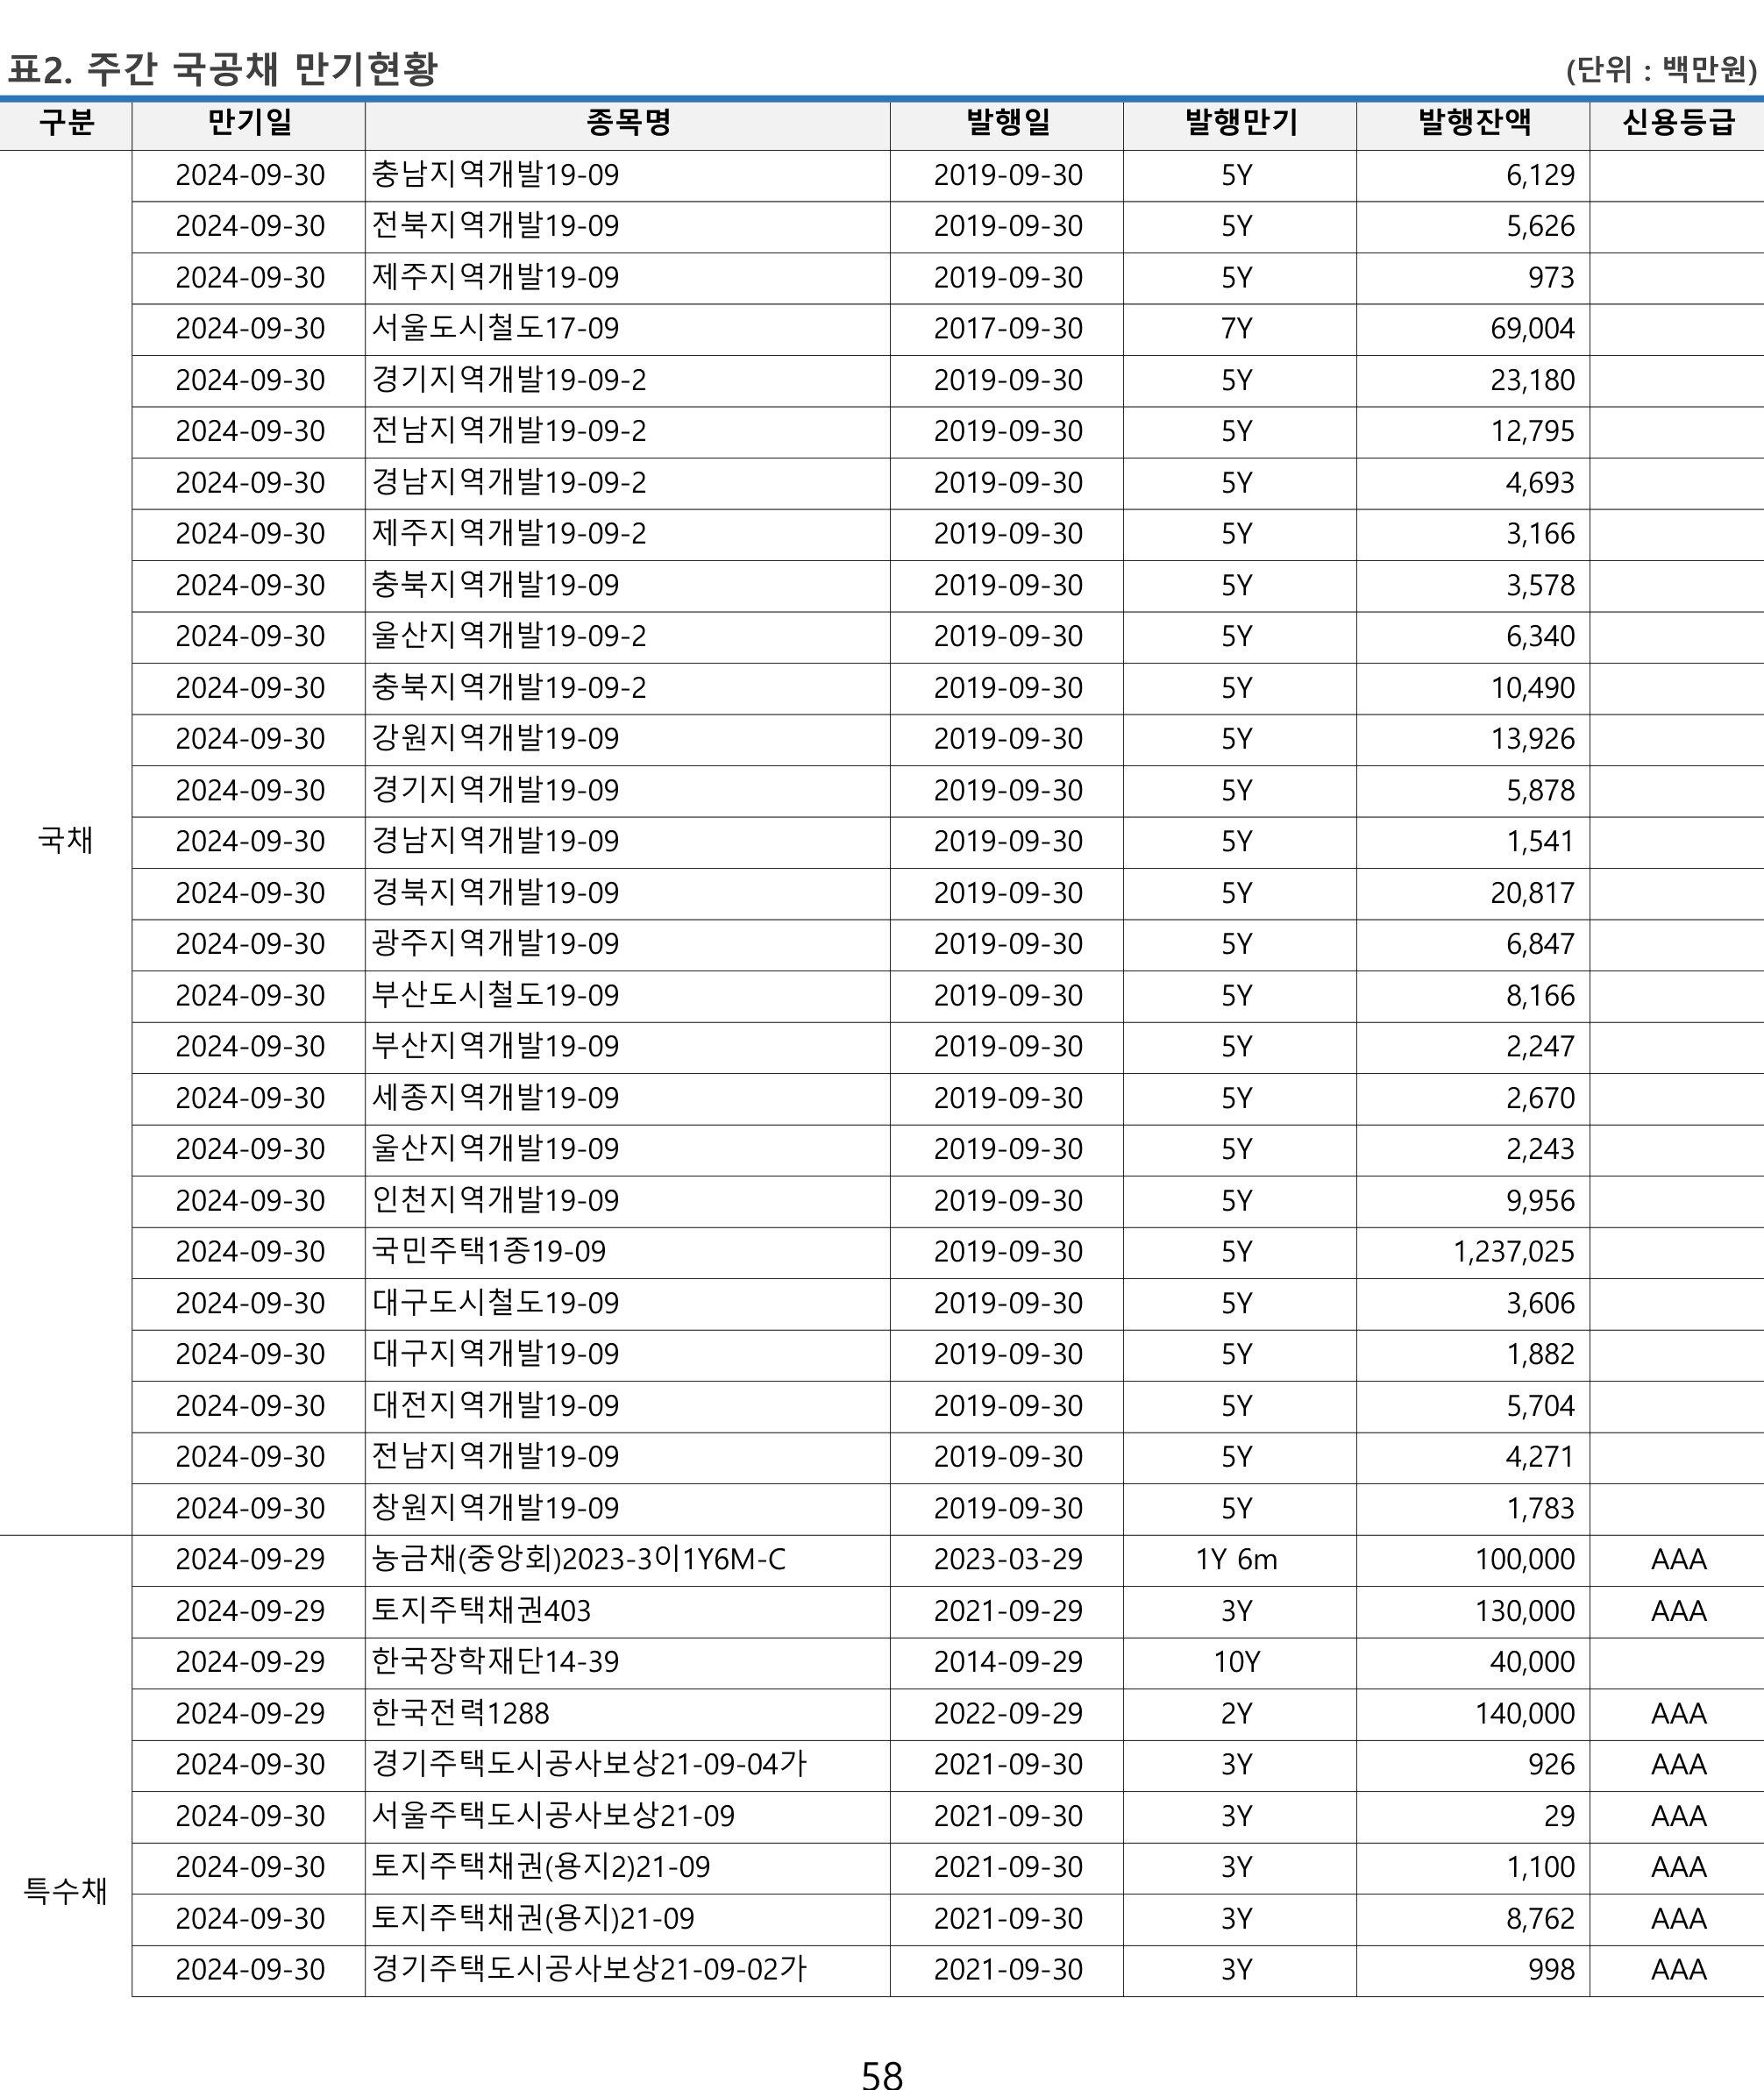 표2. 주간 국공채 만기현황 (단위 : 백만원)
구분 만기일 종목명 발행일 발행만기 발행잔액 신용등급
2024-09-30 충남지역개발19-09 2019-09-30 5Y 6,129
2024-09-30 전북지역개발19-09 2019-09-30 5Y 5,626
2024-09-30 제주지역개발19-09 2019-09-30 5Y 973
2024-09-30 서울도시철도17-09 2017-09-30 7Y 69,004
2024-09-30 경기지역개발19-09-2 2019-09-30 5Y 23,180
2024-09-30 전남지역개발19-09-2 2019-09-30 5Y 12,795
2024-09-30 경남지역개발19-09-2 2019-09-30 5Y 4,693
2024-09-30 제주지역개발19-09-2 2019-09-30 5Y 3,166
2024-09-30 충북지역개발19-09 2019-09-30 5Y 3,578
2024-09-30 울산지역개발19-09-2 2019-09-30 5Y 6,340
2024-09-30 충북지역개발19-09-2 2019-09-30 5Y 10,490
2024-09-30 강원지역개발19-09 2019-09-30 5Y 13,926
2024-09-30 경기지역개발19-09 2019-09-30 5Y 5,878
국채 2024-09-30 경남지역개발19-09 2019-09-30 5Y 1,541
2024-09-30 경북지역개발19-09 2019-09-30 5Y 20,817
2024-09-30 광주지역개발19-09 2019-09-30 5Y 6,847
2024-09-30 부산도시철도19-09 2019-09-30 5Y 8,166
2024-09-30 부산지역개발19-09 2019-09-30 5Y 2,247
2024-09-30 세종지역개발19-09 2019-09-30 5Y 2,670
2024-09-30 울산지역개발19-09 2019-09-30 5Y 2,243
2024-09-30 인천지역개발19-09 2019-09-30 5Y 9,956
2024-09-30 국민주택1종19-09 2019-09-30 5Y 1,237,025
2024-09-30 대구도시철도19-09 2019-09-30 5Y 3,606
2024-09-30 대구지역개발19-09 2019-09-30 5Y 1,882
2024-09-30 대전지역개발19-09 2019-09-30 5Y 5,704
2024-09-30 전남지역개발19-09 2019-09-30 5Y 4,271
2024-09-30 창원지역개발19-09 2019-09-30 5Y 1,783
2024-09-29 농금채(중앙회)2023-3이1Y6M-C 2023-03-29 1Y 6m 100,000 AAA
2024-09-29 토지주택채권403 2021-09-29 3Y 130,000 AAA
2024-09-29 한국장학재단14-39 2014-09-29 10Y 40,000
2024-09-29 한국전력1288 2022-09-29 2Y 140,000 AAA
2024-09-30 경기주택도시공사보상21-09-04가 2021-09-30 3Y 926 AAA
2024-09-30 서울주택도시공사보상21-09 2021-09-30 3Y 29 AAA
2024-09-30 토지주택채권(용지2)21-09 2021-09-30 3Y 1,100 AAA
특수채 2024-09-30 토지주택채권(용지)21-09 2021-09-30 3Y 8,762 AAA
2024-09-30 경기주택도시공사보상21-09-02가 2021-09-30 3Y 998 AAA
58